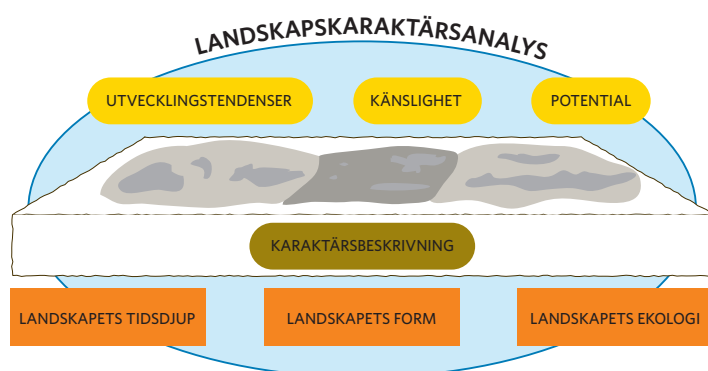 LANDSKAPSKARAKTÄRSANALYS
UTVECKLINGSTENDENSER
KÄNSLIGHET
POTENTIAL
KARAKTÄRSBESKRIVNING
LANDSKAPETS TIDSDJUP
LANDSKAPETS FORM
LANDSKAPETS EKOLOGI